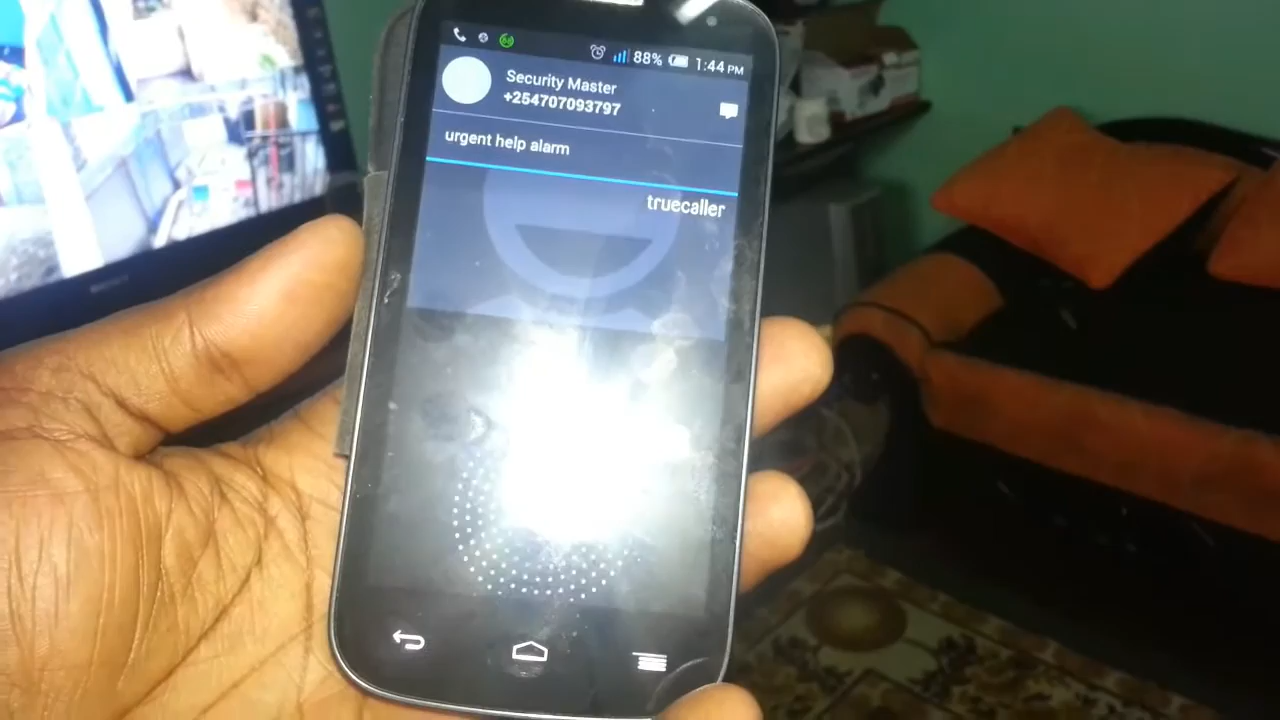 88% 1:44 PM
Security Master
+254707093797
urgent help alarm
truecaller